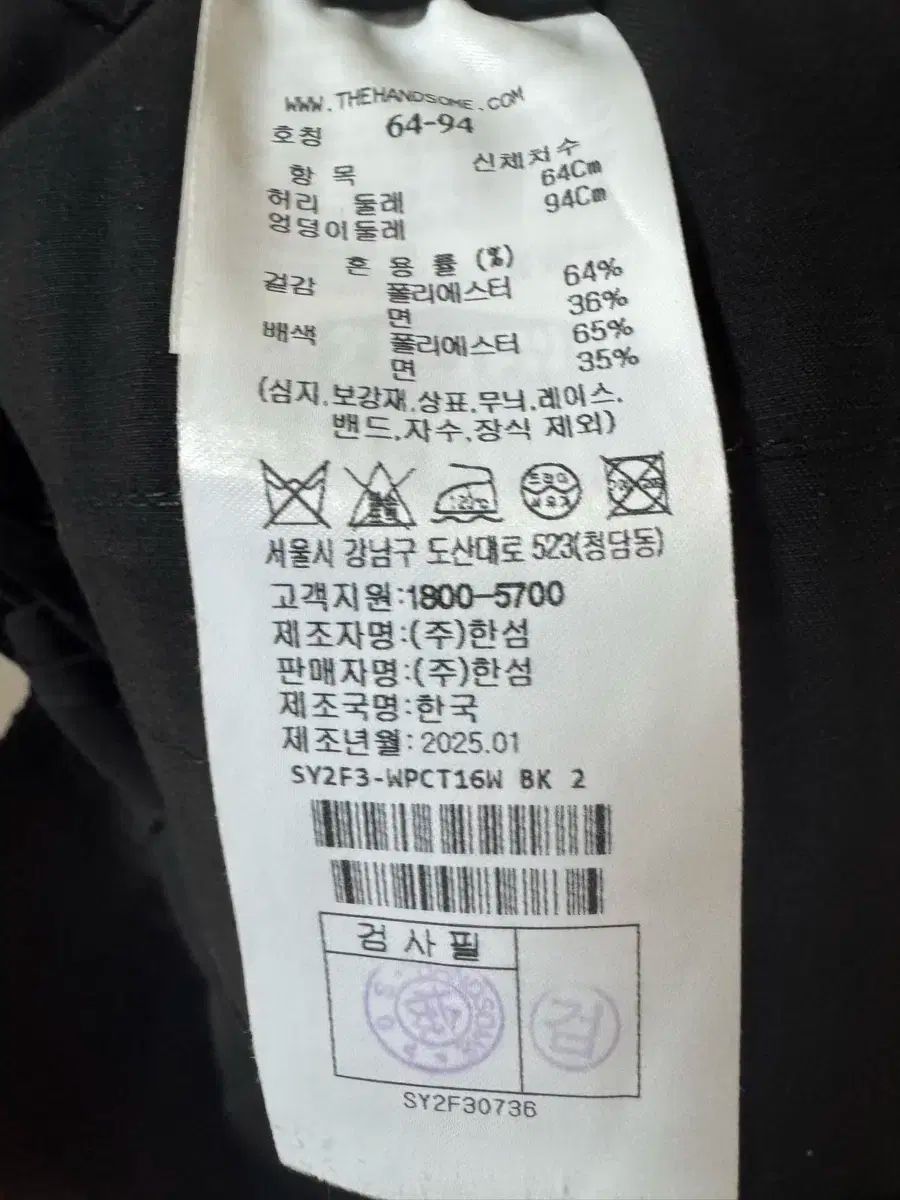 WWW.THEHANDSOME.COM
호칭 64-94
항 목 신체치수
허리 둘레 64Cm
엉덩이둘레 94Cm
혼 용 률 (%)
겉감 폴리에스터 64%
면 36%
배색 폴리에스터 65%
면 35%
(심지.보강재.상표.무늬.레이스.
밴드.자수.장식 제외)
120℃ 드라이
서울시 강남구 도산대로 523(청담동)
고객지원:1800-5700
제조자명:(주)한섬
판매자명:(주)한섬
제조국명:한국
제조년월:2025.01
SY2F3-WPCT16W BK 2
검사필
검
SY2F30736